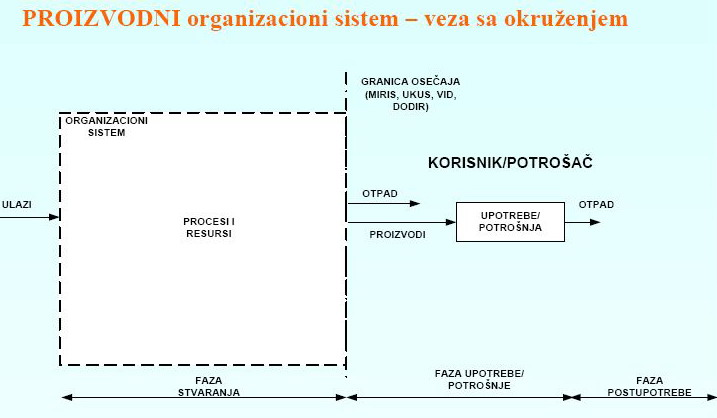 PROIZVODNI organizacioni sistem – veza sa okruženjem
GRANICA OSEČAJA
(MIRIS, UKUS, VID,
DODIR)
ORGANIZACIONI
SISTEM
KORISNIK/POTROŠAČ
ULAZI
PROCESI I
RESURSI
OTPAD
PROIZVODI
UPOTREBE/
POTROŠNJA
OTPAD
FAZA
STVARANJA
FAZA UPOTREBE/
POTROŠNJE
FAZA
POSTUPOTREBE